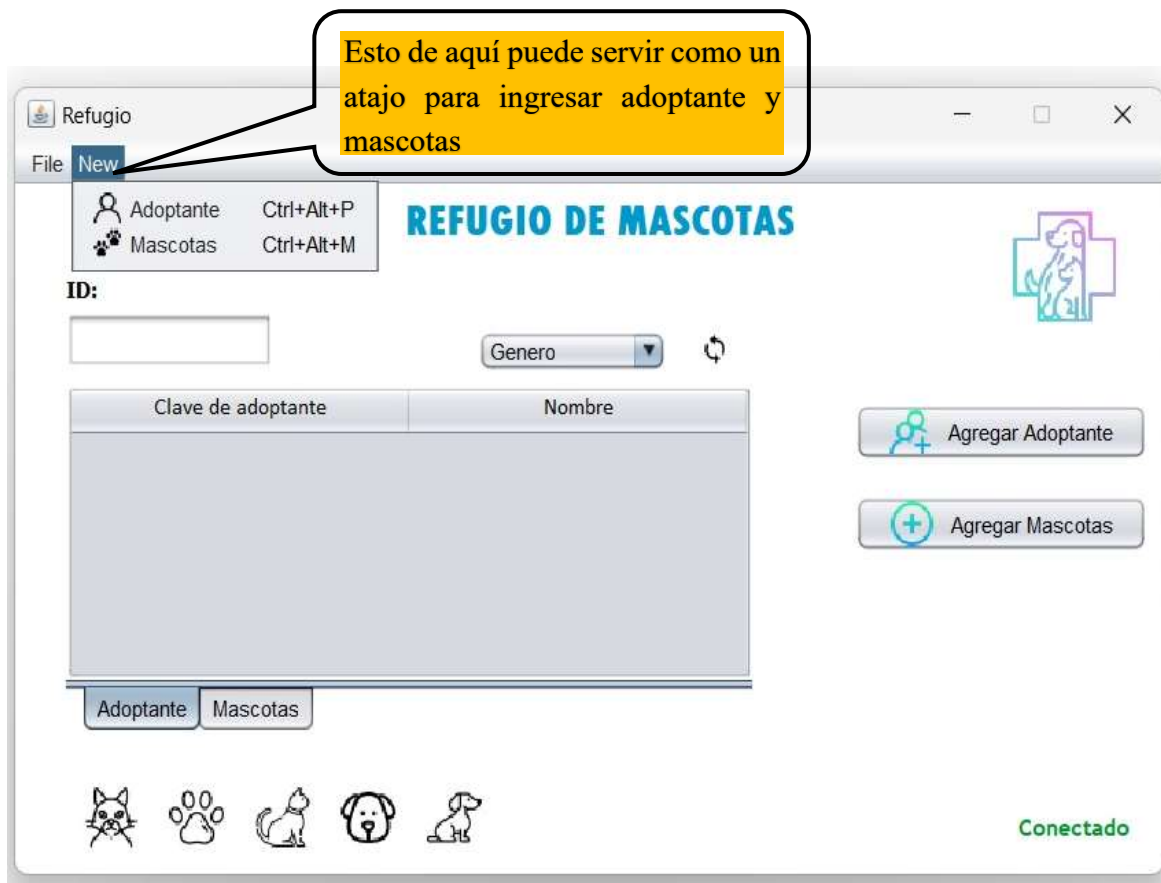 Esto de aquí puede servir como un
atajo para ingresar adoptante y
mascotas
Refugio
File New
Adoptante Ctrl+Alt+P
Mascotas Ctrl+Alt+M
REFUGIO DE MASCOTAS
ID:
Genero
Clave de adoptante Nombre
Agregar Adoptante
Agregar Mascotas
Adoptante Mascotas
Conectado